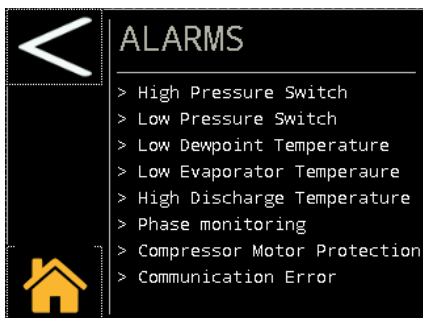 ALARMS
> High Pressure Switch
> Low Pressure Switch
> Low Dewpoint Temperature
> Low Evaporator Temperaure
> High Discharge Temperature
> Phase monitoring
> Compressor Motor Protection
> Communication Error